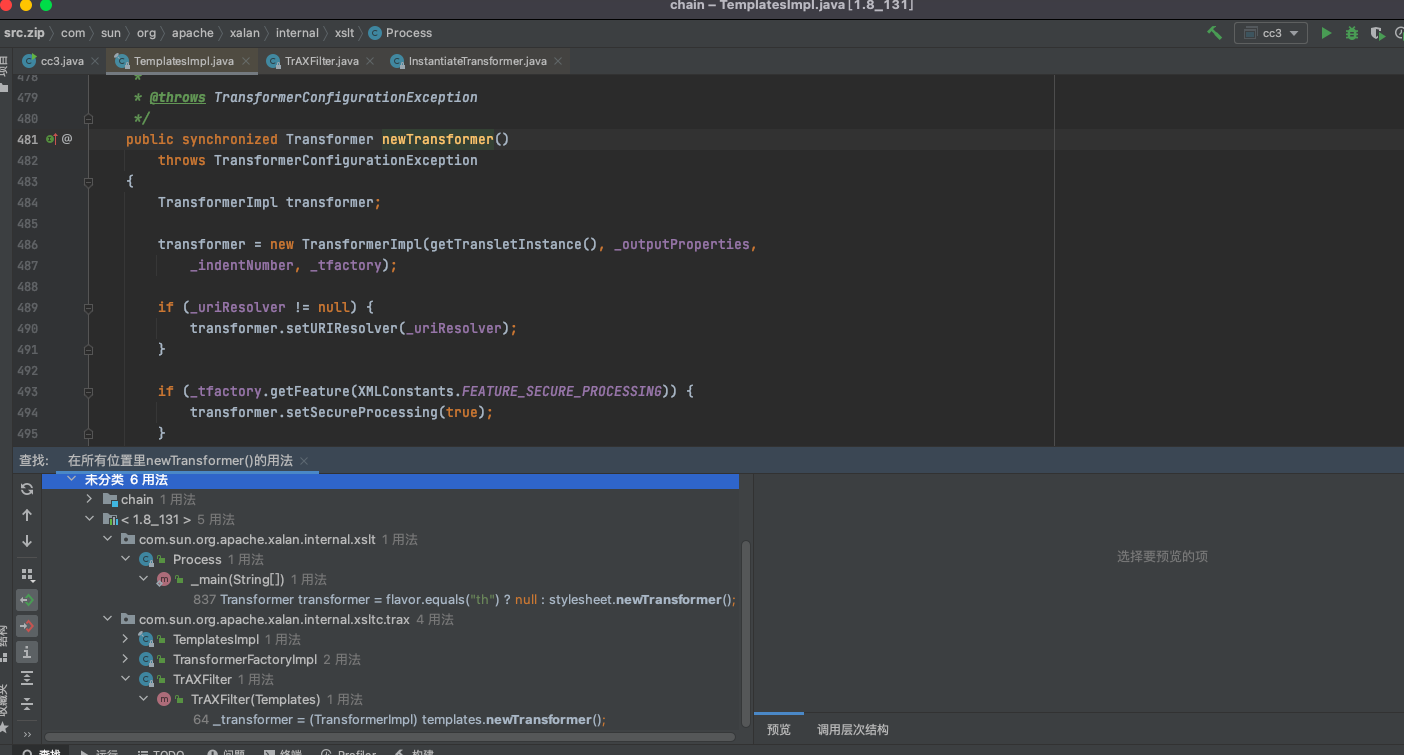 chain – TemplatesImpl.java [1.8_131]
src.zip com sun org apache xalan internal xslt Process cc3
cc3.java TemplatesImpl.java TrAXFilter.java InstantiateTransformer.java
项目
478 *
479 * @throws TransformerConfigurationException
480 */
481 @ public synchronized Transformer newTransformer()
482 throws TransformerConfigurationException
483 {
484 TransformerImpl transformer;
485
486 transformer = new TransformerImpl(getTransletInstance(), _outputProperties,
487 _indentNumber, _tfactory);
488
489 if (_uriResolver != null) {
490 transformer.setURIResolver(_uriResolver);
491 }
492
493 if (_tfactory.getFeature(XMLConstants.FEATURE_SECURE_PROCESSING)) {
494 transformer.setSecureProcessing(true);
495 }
查找: 在所有位置里newTransformer()的用法
未分类 6 用法
chain 1 用法
< 1.8_131 > 5 用法
com.sun.org.apache.xalan.internal.xslt 1 用法
Process 1 用法
_main(String[]) 1 用法
837 Transformer transformer = flavor.equals("th") ? null : stylesheet.newTransformer();
com.sun.org.apache.xalan.internal.xsltc.trax 4 用法
TemplatesImpl 1 用法
TransformerFactoryImpl 2 用法
TrAXFilter 1 用法
TrAXFilter(Templates) 1 用法
64 _transformer = (TransformerImpl) templates.newTransformer();
选择要预览的项
预览 调用层次结构
结构
收藏夹
查找 运行 TODO 问题 终端 Profiler 构建